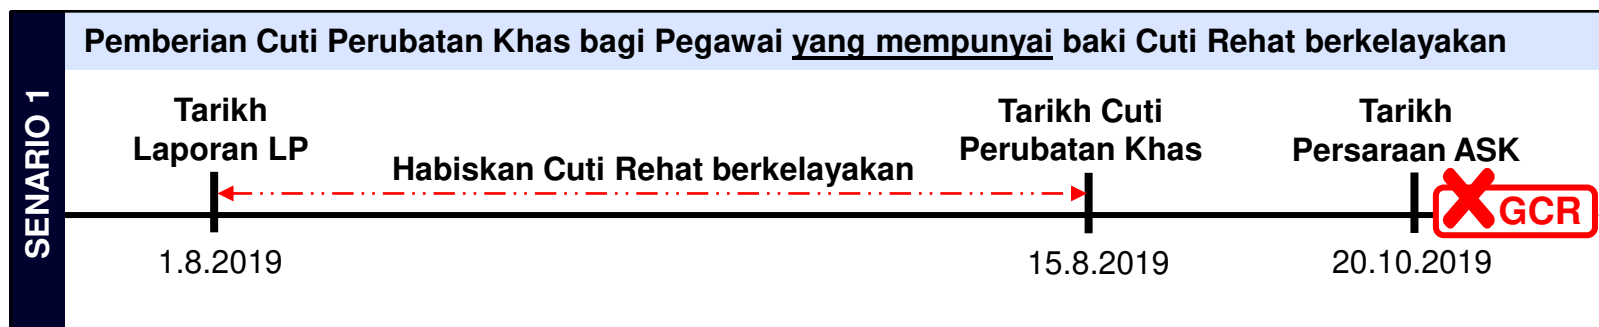 SENARIO 1
Pemberian Cuti Perubatan Khas bagi Pegawai yang mempunyai baki Cuti Rehat berkelayakan
Tarikh
Laporan LP
Habiskan Cuti Rehat berkelayakan
Tarikh Cuti
Perubatan Khas
Tarikh
Persaraan ASK
GCR
1.8.2019
15.8.2019
20.10.2019